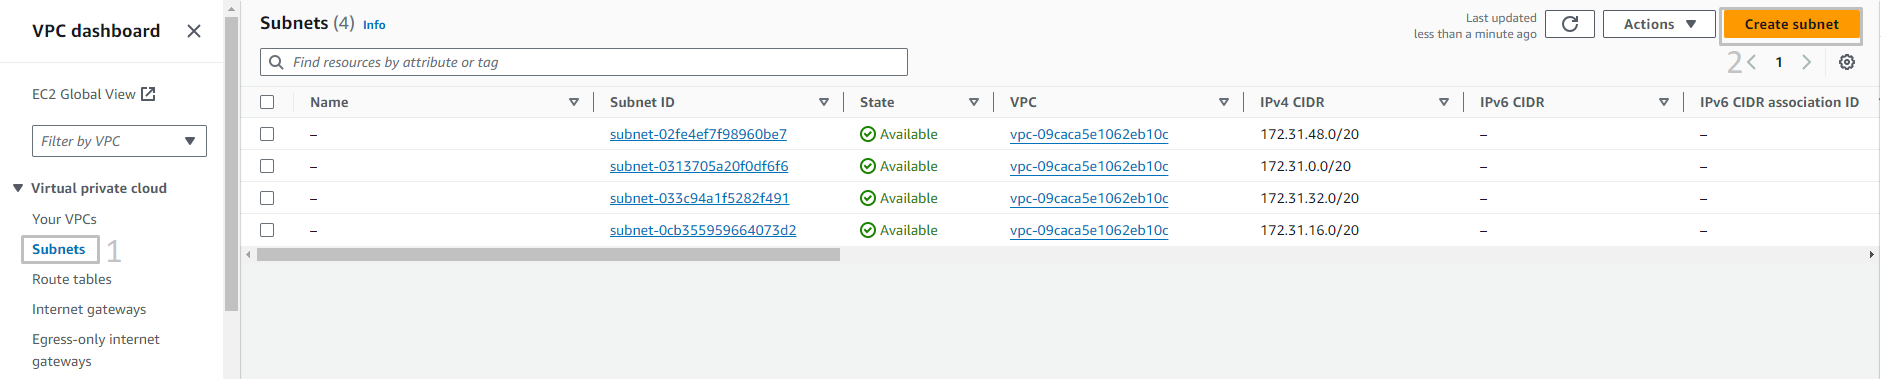 VPC dashboard
EC2 Global View
Filter by VPC
Virtual private cloud
Your VPCs
Subnets 1
Route tables
Internet gateways
Egress-only internet
gateways
Subnets (4) Info
Last updated
less than a minute ago
Actions
Create subnet
Find resources by attribute or tag
2 1
Name Subnet ID State VPC IPv4 CIDR IPv6 CIDR IPv6 CIDR association ID
– subnet-02fe4ef7f98960be7 Available vpc-09caca5e1062eb10c 172.31.48.0/20 – –
– subnet-0313705a20f0df6f6 Available vpc-09caca5e1062eb10c 172.31.0.0/20 – –
– subnet-033c94a1f5282f491 Available vpc-09caca5e1062eb10c 172.31.32.0/20 – –
– subnet-0cb355959664073d2 Available vpc-09caca5e1062eb10c 172.31.16.0/20 – –